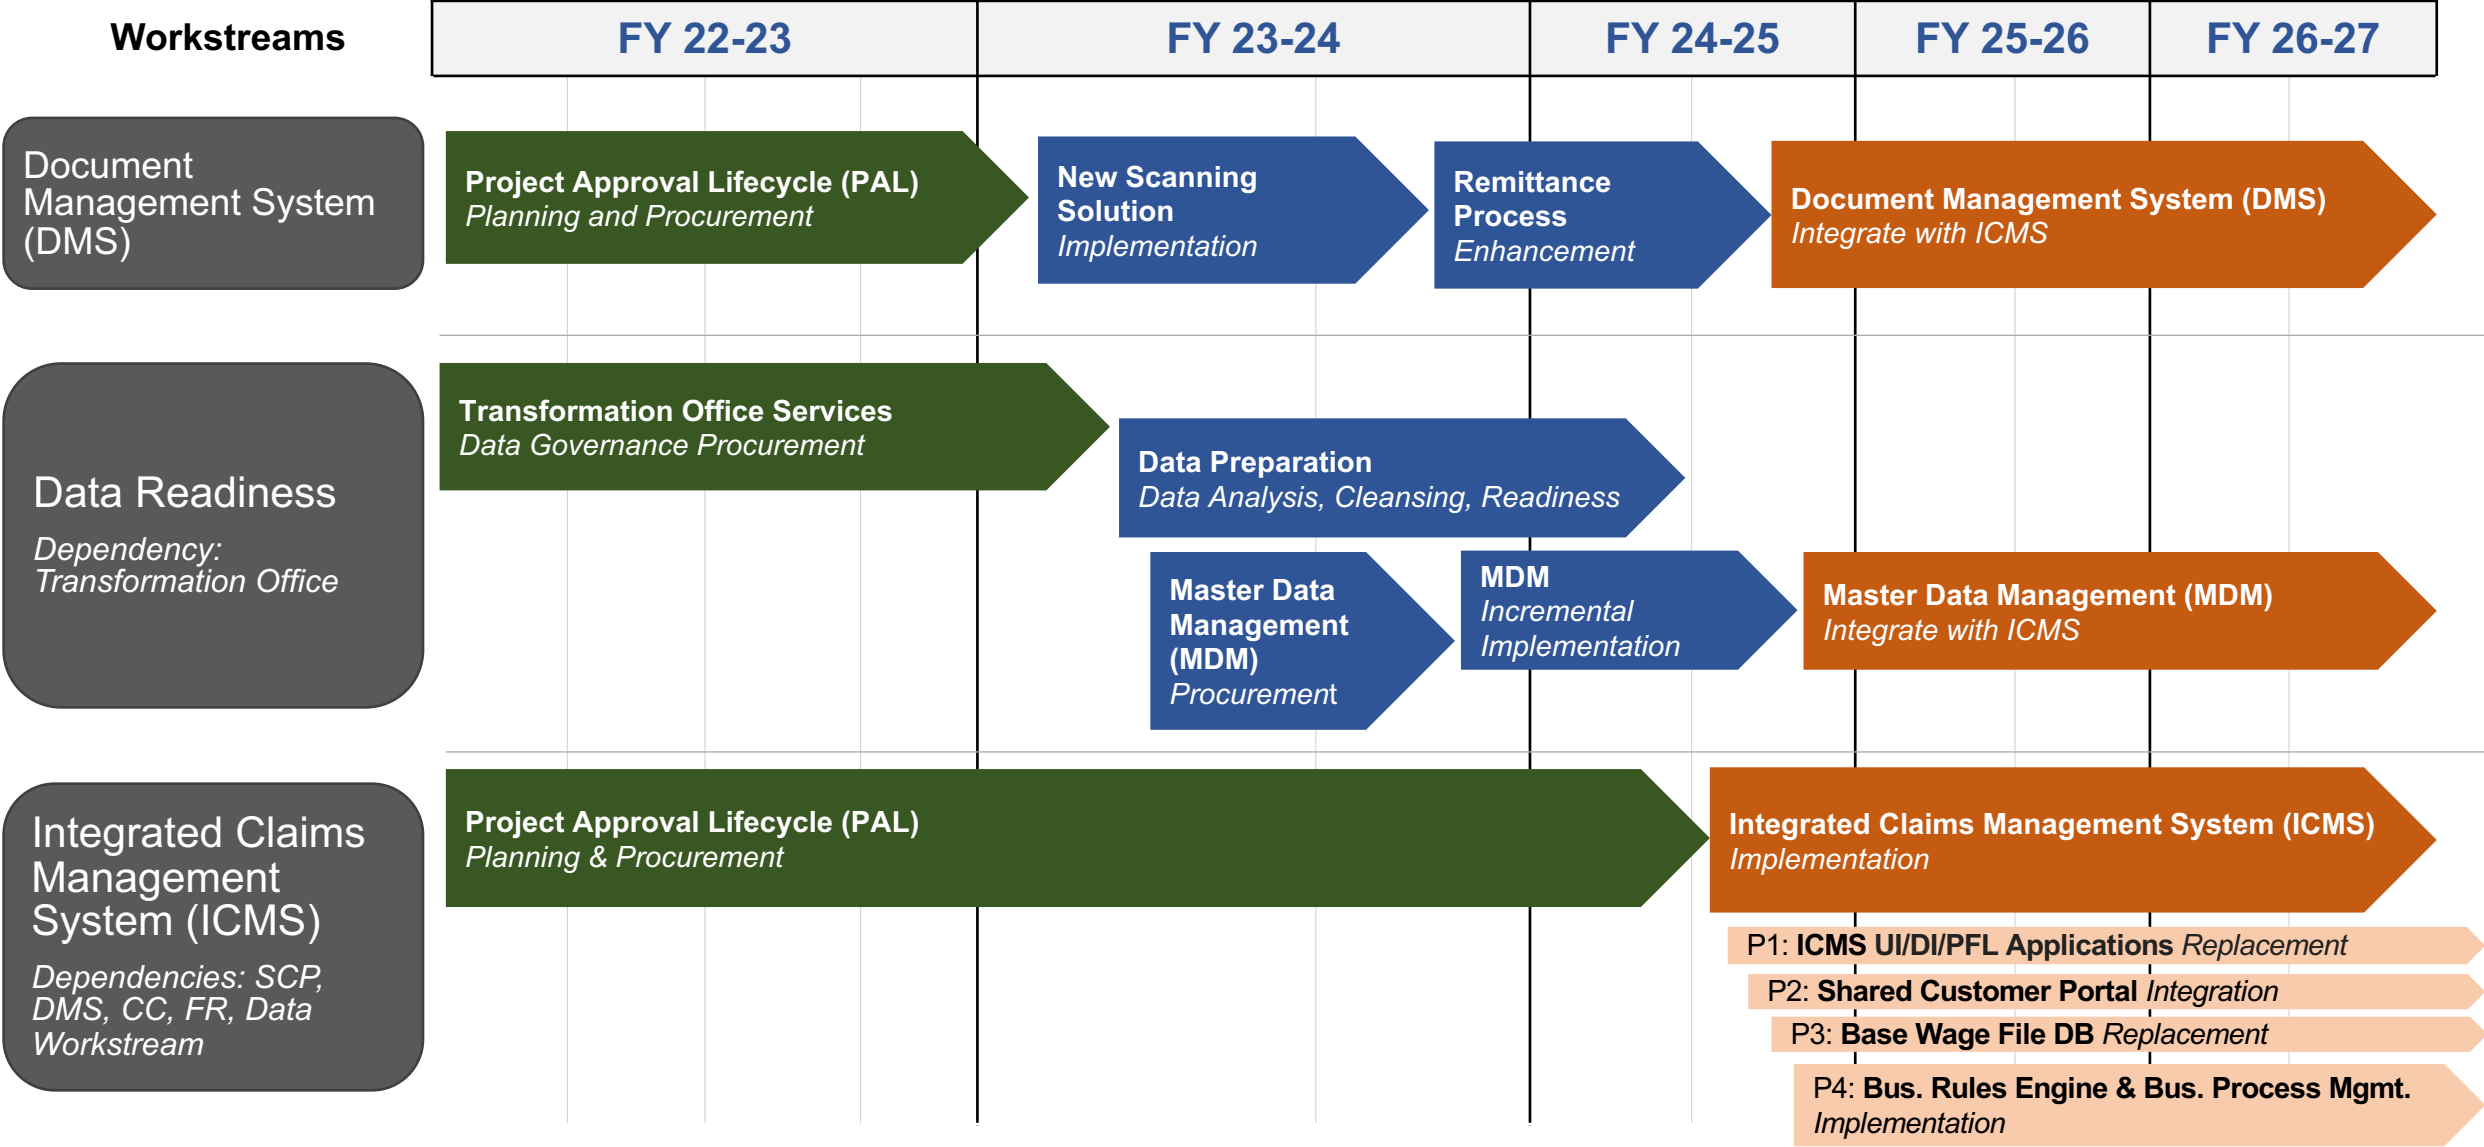 Workstreams
FY 22-23
FY 23-24
FY 24-25
FY 25-26
FY 26-27
Document
Management System
(DMS)
Project Approval Lifecycle (PAL)
Planning and Procurement
New Scanning
Solution
Implementation
Remittance
Process
Enhancement
Document Management System (DMS)
Integrate with ICMS
Data Readiness
Dependency:
Transformation Office
Transformation Office Services
Data Governance Procurement
Data Preparation
Data Analysis, Cleansing, Readiness
Master Data
Management
(MDM)
Procurement
MDM
Incremental
Implementation
Master Data Management (MDM)
Integrate with ICMS
Integrated Claims
Management
System (ICMS)
Dependencies: SCP,
DMS, CC, FR, Data
Workstream
Project Approval Lifecycle (PAL)
Planning & Procurement
Integrated Claims Management System (ICMS)
Implementation
P1: ICMS UI/DI/PFL Applications Replacement
P2: Shared Customer Portal Integration
P3: Base Wage File DB Replacement
P4: Bus. Rules Engine & Bus. Process Mgmt.
Implementation